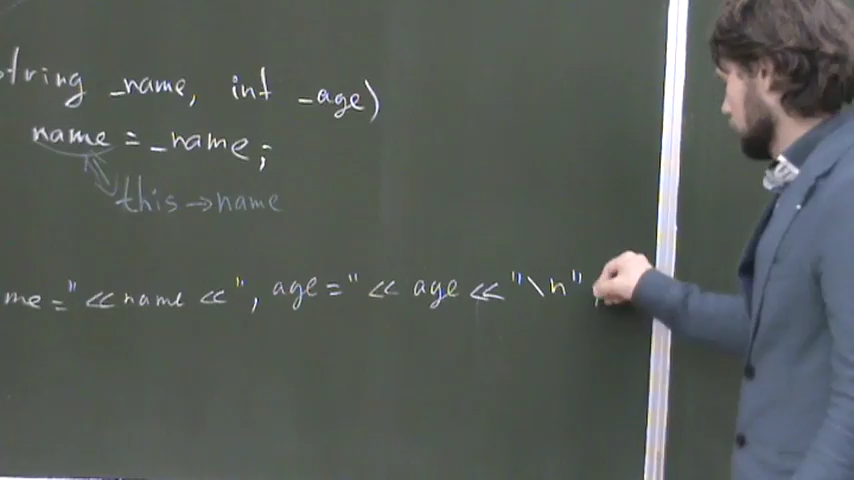 string _name, int _age)
name = _name;
this->name
me=" << name << ", age=" << age << "\n"